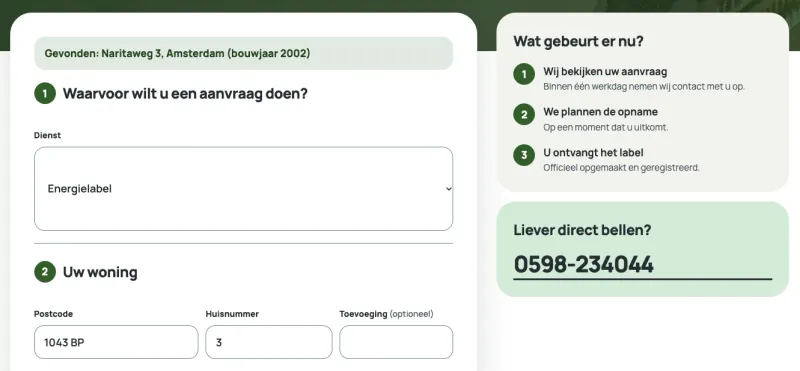 Gevonden: Naritaweg 3, Amsterdam (bouwjaar 2002)
1 Waarvoor wilt u een aanvraag doen?
Dienst
Energielabel
2 Uw woning
Postcode
Huisnummer
Toevoeging (optioneel)
1043 BP
3
Wat gebeurt er nu?
1 Wij bekijken uw aanvraag
Binnen één werkdag nemen wij contact met u op.
2 We plannen de opname
Op een moment dat u uitkomt.
3 U ontvangt het label
Officieel opgemaakt en geregistreerd.
Liever direct bellen?
0598-234044